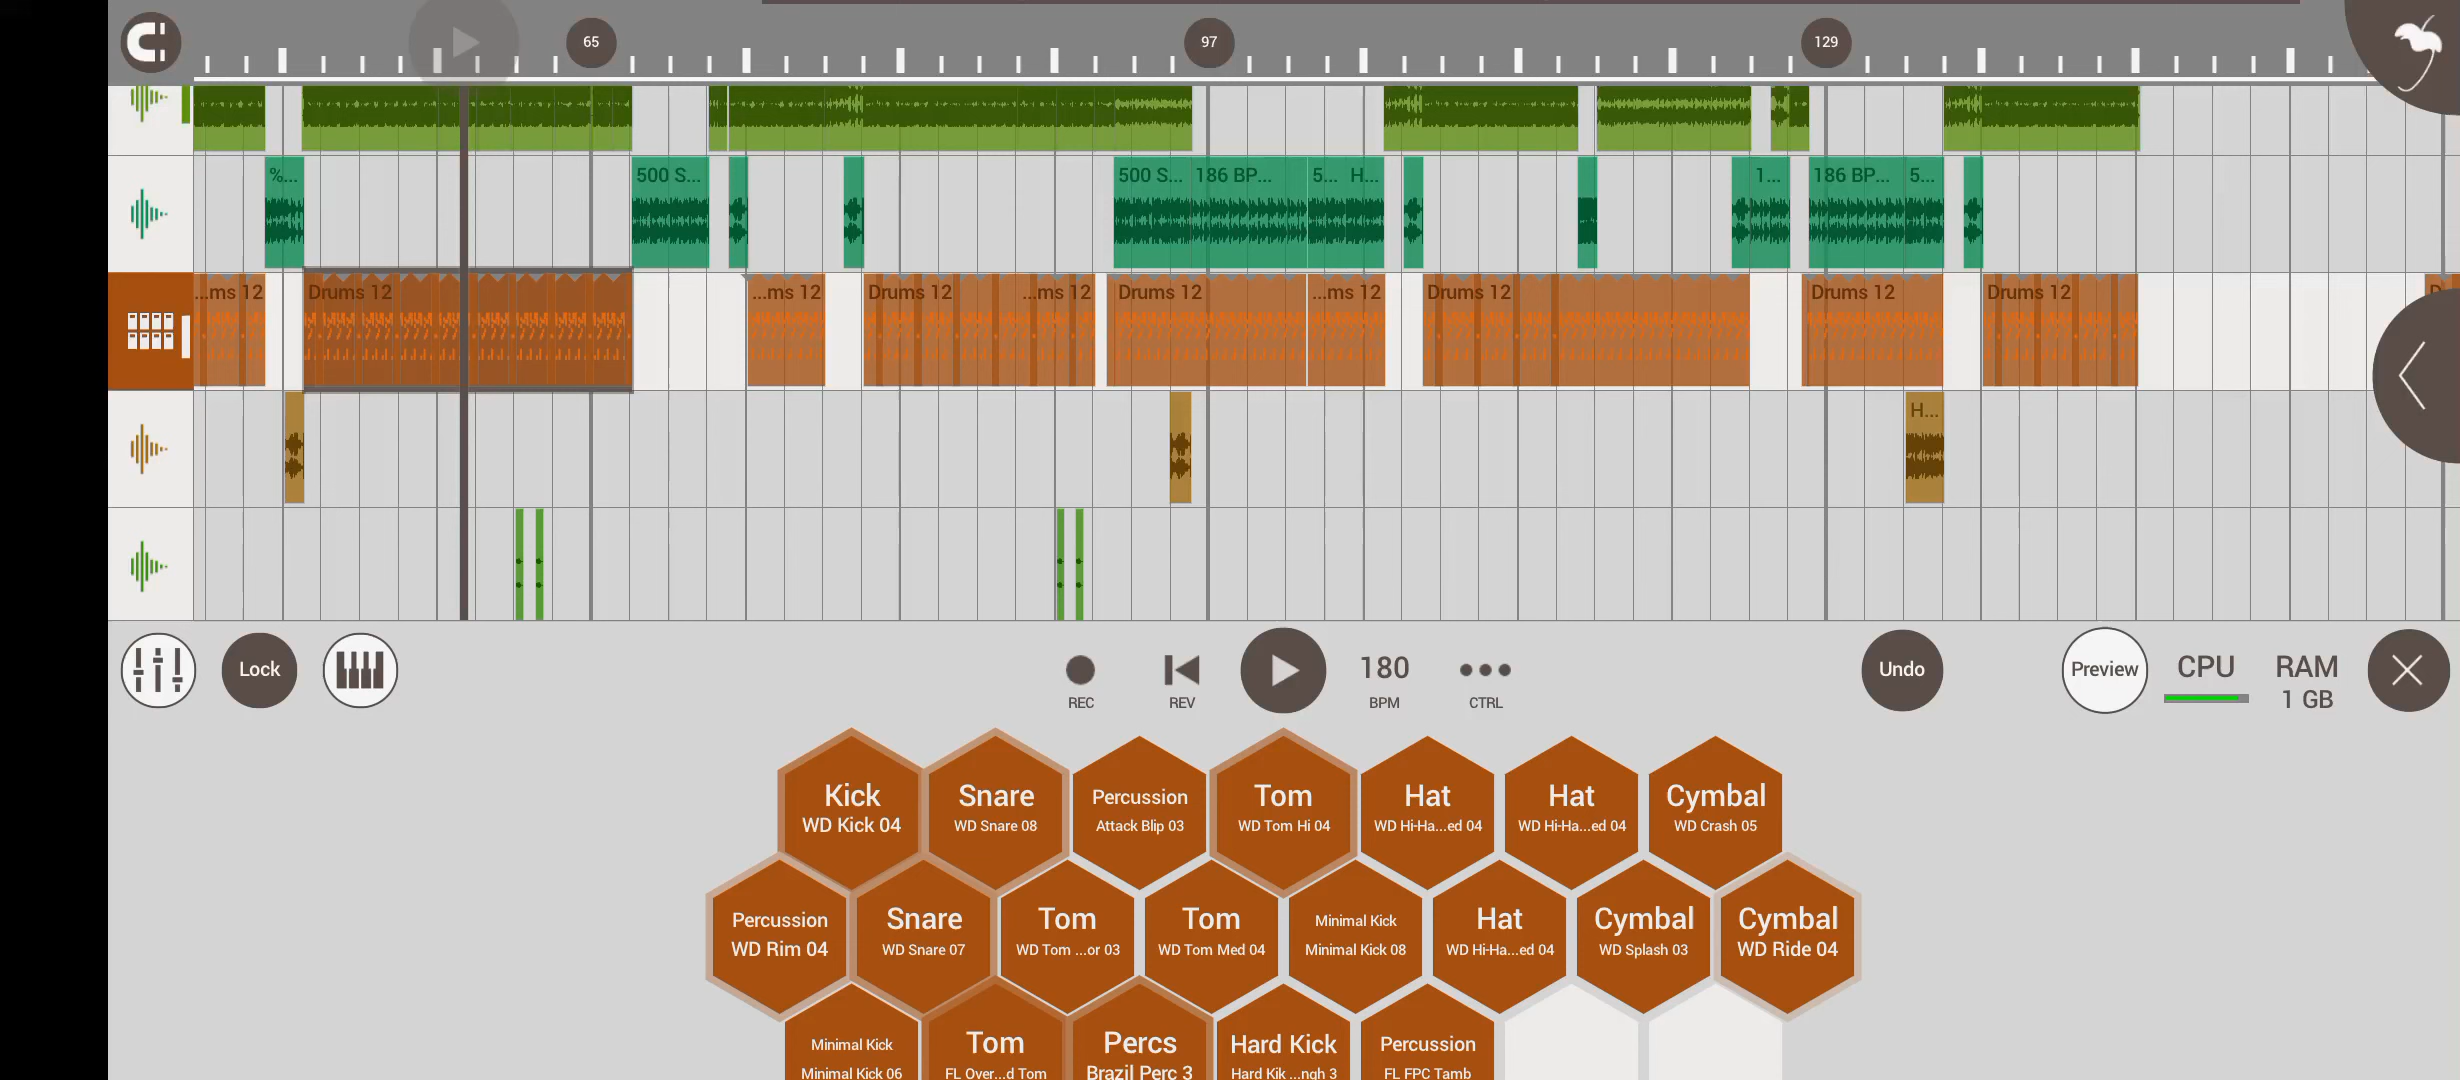 65
97
129
%...
500 S...
500 S...
186 BP...
5...
H...
1...
186 BP...
5...
...ms 12
Drums 12
...ms 12
Drums 12
...ms 12
Drums 12
...ms 12
Drums 12
Drums 12
Drums 12
D
H...
Lock
REC
REV
180
BPM
CTRL
Undo
Preview
CPU
RAM
1 GB
Kick
WD Kick 04
Snare
WD Snare 08
Percussion
Attack Blip 03
Tom
WD Tom Hi 04
Hat
WD Hi-Ha...ed 04
Hat
WD Hi-Ha...ed 04
Cymbal
WD Crash 05
Percussion
WD Rim 04
Snare
WD Snare 07
Tom
WD Tom ...or 03
Tom
WD Tom Med 04
Minimal Kick
Minimal Kick 08
Hat
WD Hi-Ha...ed 04
Cymbal
WD Splash 03
Cymbal
WD Ride 04
Minimal Kick
Minimal Kick 06
Tom
FL Over...d Tom
Percs
Brazil Perc 3
Hard Kick
Hard Kik ...ngh 3
Percussion
FL FPC Tamb